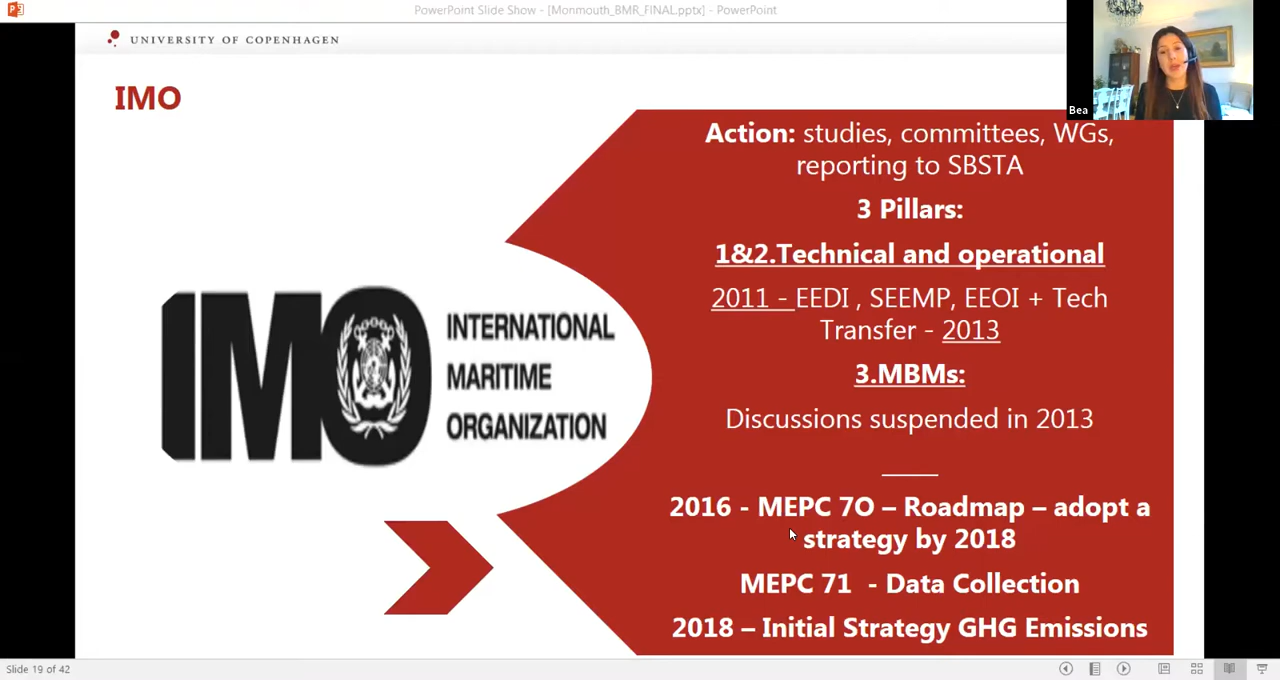 PowerPoint Slide Show - [Monmouth_BMR_FINAL.pptx] - PowerPoint
UNIVERSITY OF COPENHAGEN
Bea
IMO
Action: studies, committees, WGs,
reporting to SBSTA
3 Pillars:
1&2.Technical and operational
2011 - EEDI , SEEMP, EEOI + Tech
Transfer - 2013
3.MBMs:
Discussions suspended in 2013
2016 - MEPC 7O – Roadmap – adopt a
strategy by 2018
MEPC 71 - Data Collection
2018 – Initial Strategy GHG Emissions
IMO
INTERNATIONAL
MARITIME
ORGANIZATION
Slide 19 of 42